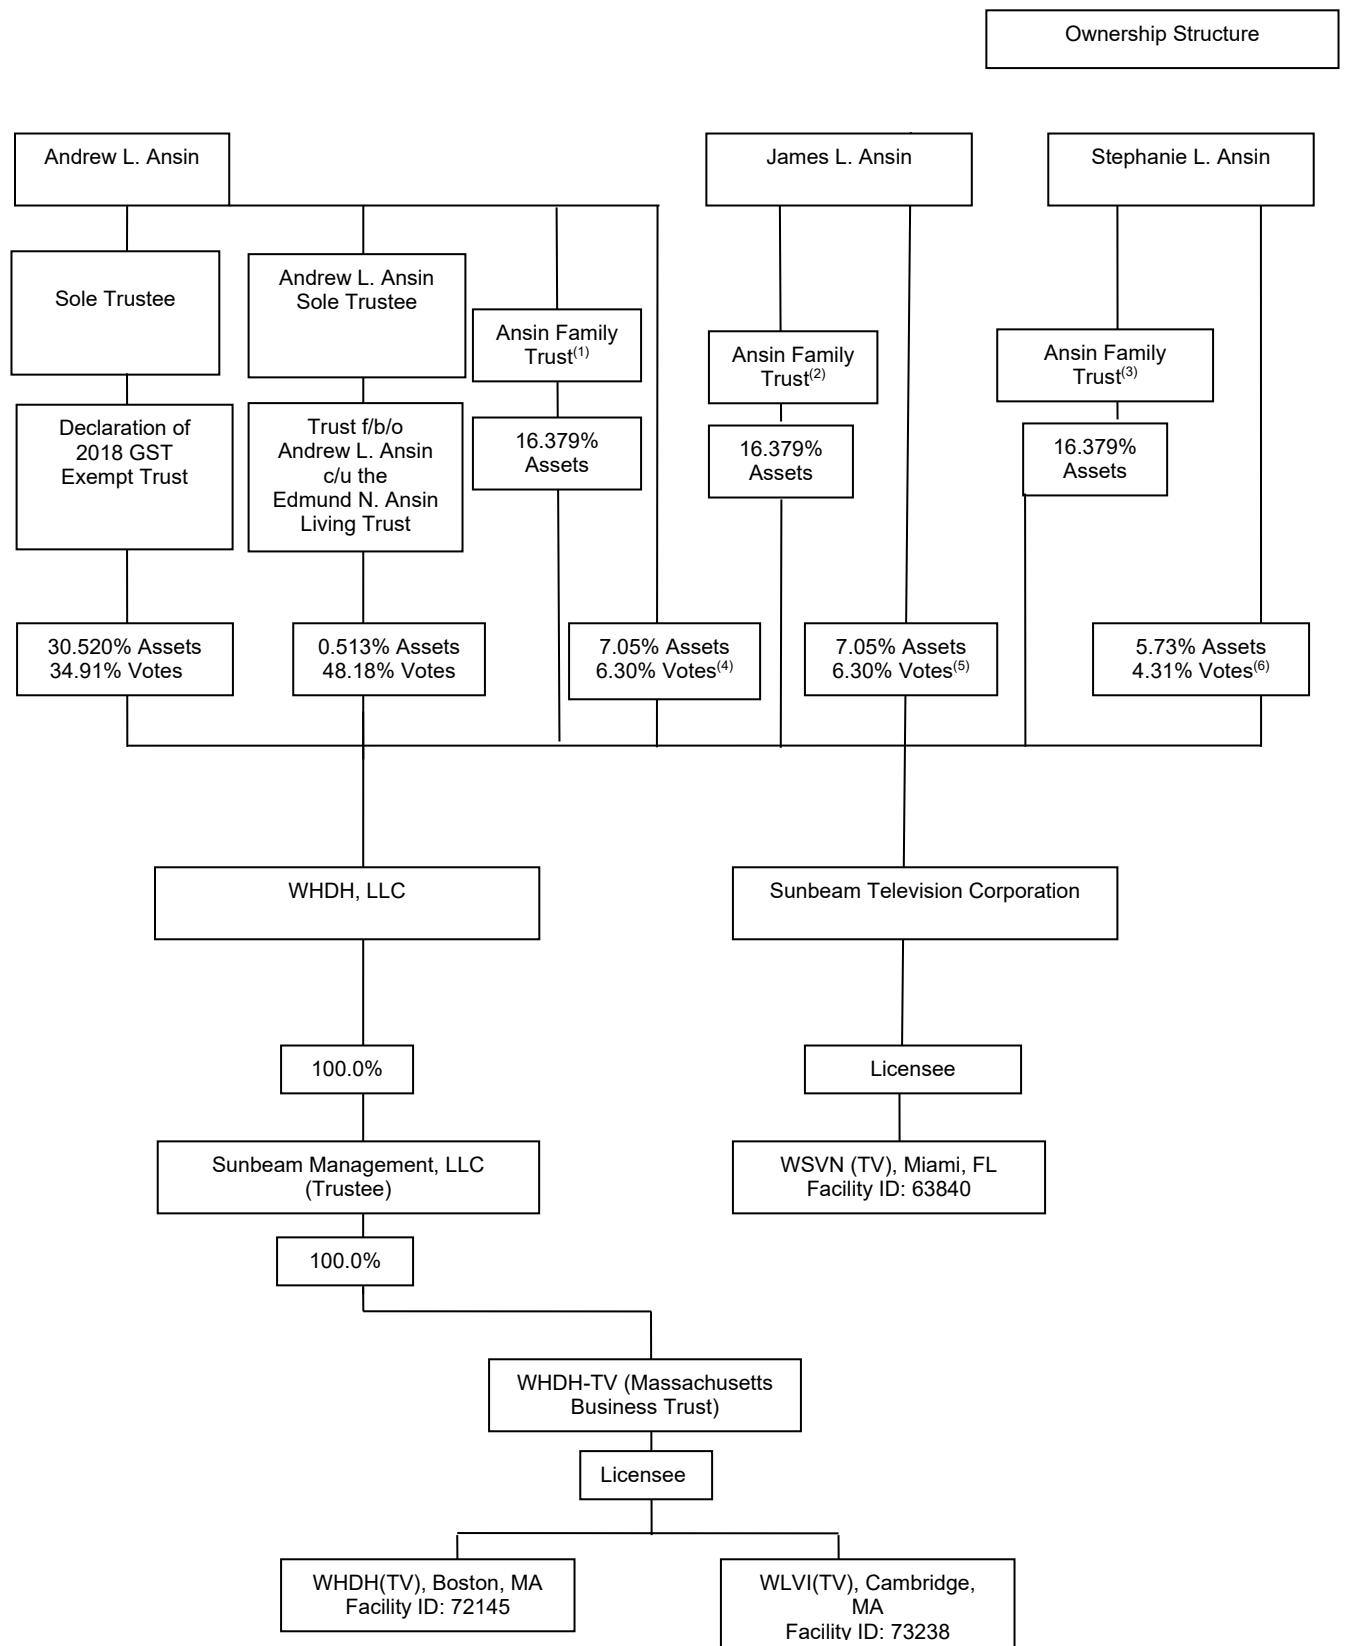 Ownership Structure
Andrew L. Ansin
James L. Ansin
Stephanie L. Ansin
Sole Trustee
Andrew L. Ansin
Sole Trustee
Ansin Family
Trust(1)
Ansin Family
Trust(2)
Ansin Family
Trust(3)
Declaration of
2018 GST
Exempt Trust
Trust f/b/o
Andrew L. Ansin
c/u the
Edmund N. Ansin
Living Trust
16.379%
Assets
16.379%
Assets
16.379%
Assets
30.520% Assets
34.91% Votes
0.513% Assets
48.18% Votes
7.05% Assets
6.30% Votes(4)
7.05% Assets
6.30% Votes(5)
5.73% Assets
4.31% Votes(6)
WHDH, LLC
Sunbeam Television Corporation
100.0%
Licensee
Sunbeam Management, LLC
(Trustee)
WSVN (TV), Miami, FL
Facility ID: 63840
100.0%
WHDH-TV (Massachusetts
Business Trust)
Licensee
WHDH(TV), Boston, MA
Facility ID: 72145
WLVI(TV), Cambridge,
MA
Facility ID: 73238